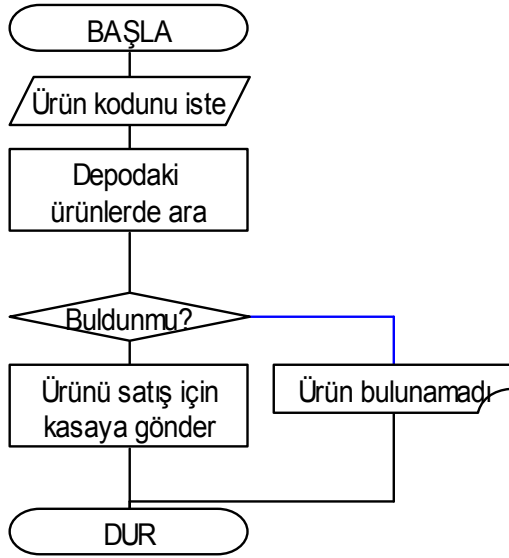 BAŞLA
Ürün kodunu iste
Depodaki
ürünlerde ara
Buldunmu?
Ürünü satış için
kasaya gönder
Ürün bulunamadı
DUR